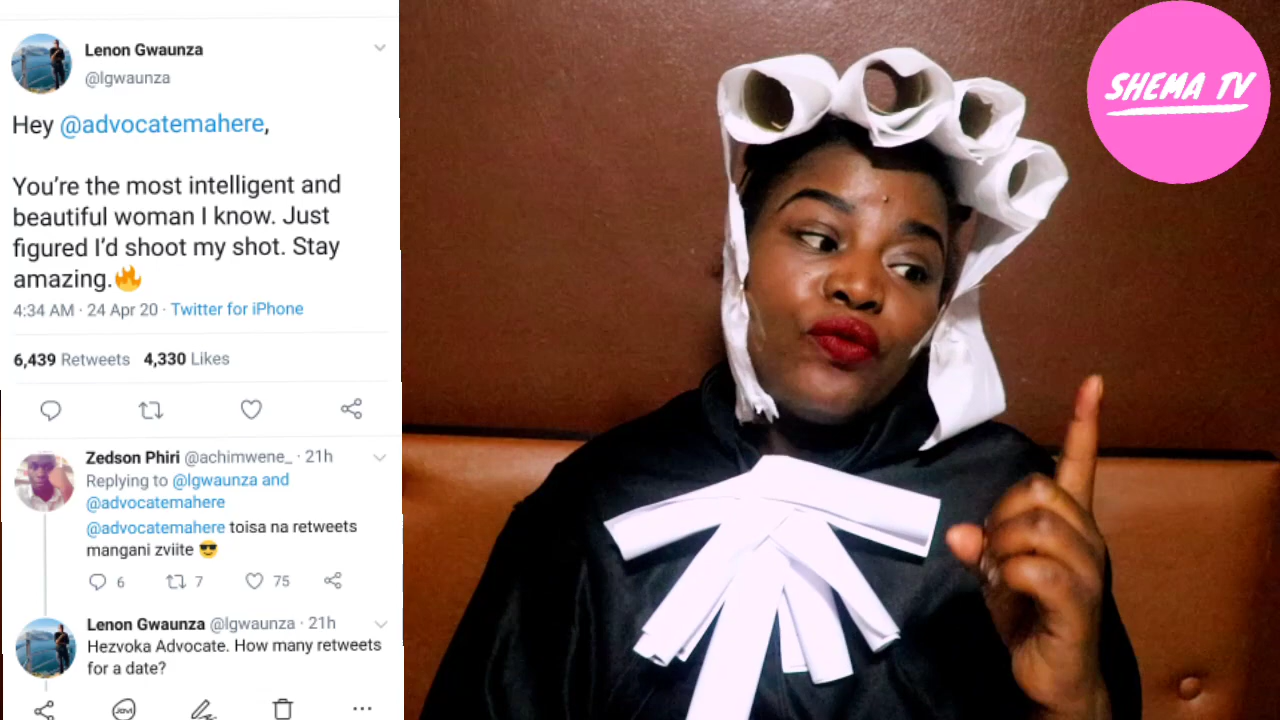 Lenon Gwaunza
@lgwaunza
Hey @advocatemahere,
You're the most intelligent and
beautiful woman I know. Just
figured I'd shoot my shot. Stay
amazing.🔥
4:34 AM · 24 Apr 20 · Twitter for iPhone
6,439 Retweets 4,330 Likes
Zedson Phiri @achimwene_ · 21h
Replying to @lgwaunza and
@advocatemahere
@advocatemahere toisa na retweets
mangani zviite 😎
6 7 75
Lenon Gwaunza @lgwaunza · 21h
Hezvoka Advocate. How many retweets
for a date?
SHEMA TV